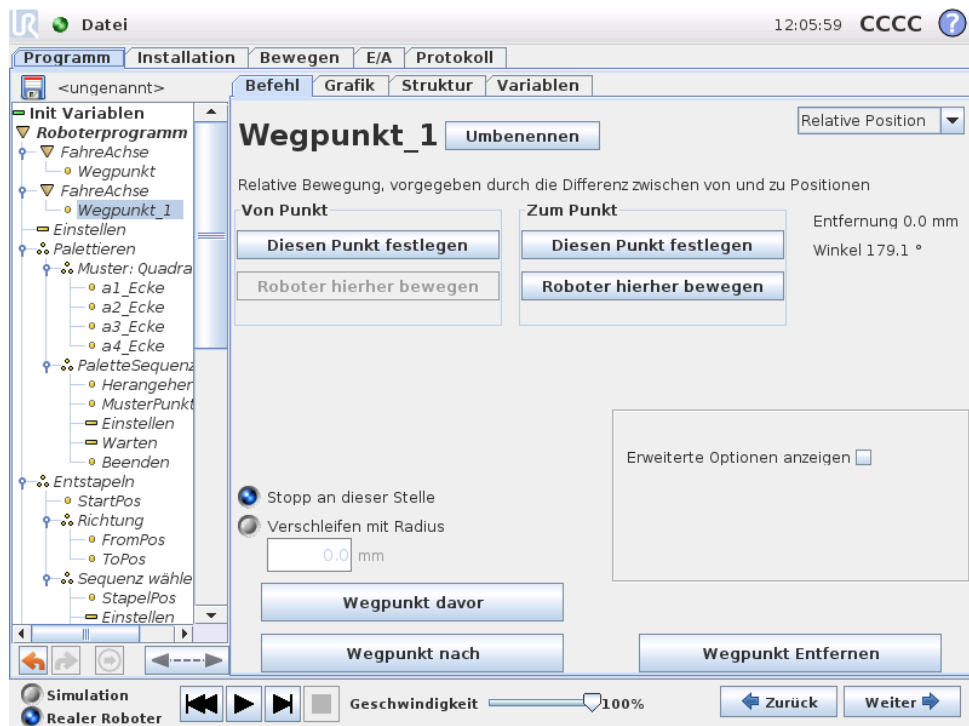 UR Datei 12:05:59 CCCC ?
Programm Installation Bewegen E/A Protokoll
<ungenannt>
Befehl Grafik Struktur Variablen
Init Variablen
Roboterprogramm
FahreAchse
Wegpunkt
FahreAchse
Wegpunkt_1
Einstellen
Palettieren
Muster: Quadra
a1_Ecke
a2_Ecke
a3_Ecke
a4_Ecke
PaletteSequenz
Herangehen
MusterPunkt
Einstellen
Warten
Beenden
Entstapeln
StartPos
Richtung
FromPos
ToPos
Sequenz wähle
StapelPos
Einstellen
Wegpunkt_1 Umbenennen
Relative Position
Relative Bewegung, vorgegeben durch die Differenz zwischen von und zu Positionen
Von Punkt
Diesen Punkt festlegen
Roboter hierher bewegen
Zum Punkt
Diesen Punkt festlegen
Roboter hierher bewegen
Entfernung 0.0 mm
Winkel 179.1 °
Erweiterte Optionen anzeigen
Stopp an dieser Stelle
Verschleifen mit Radius
0.0 mm
Wegpunkt davor
Wegpunkt nach
Wegpunkt Entfernen
Simulation
Realer Roboter
Geschwindigkeit 100%
Zurück Weiter